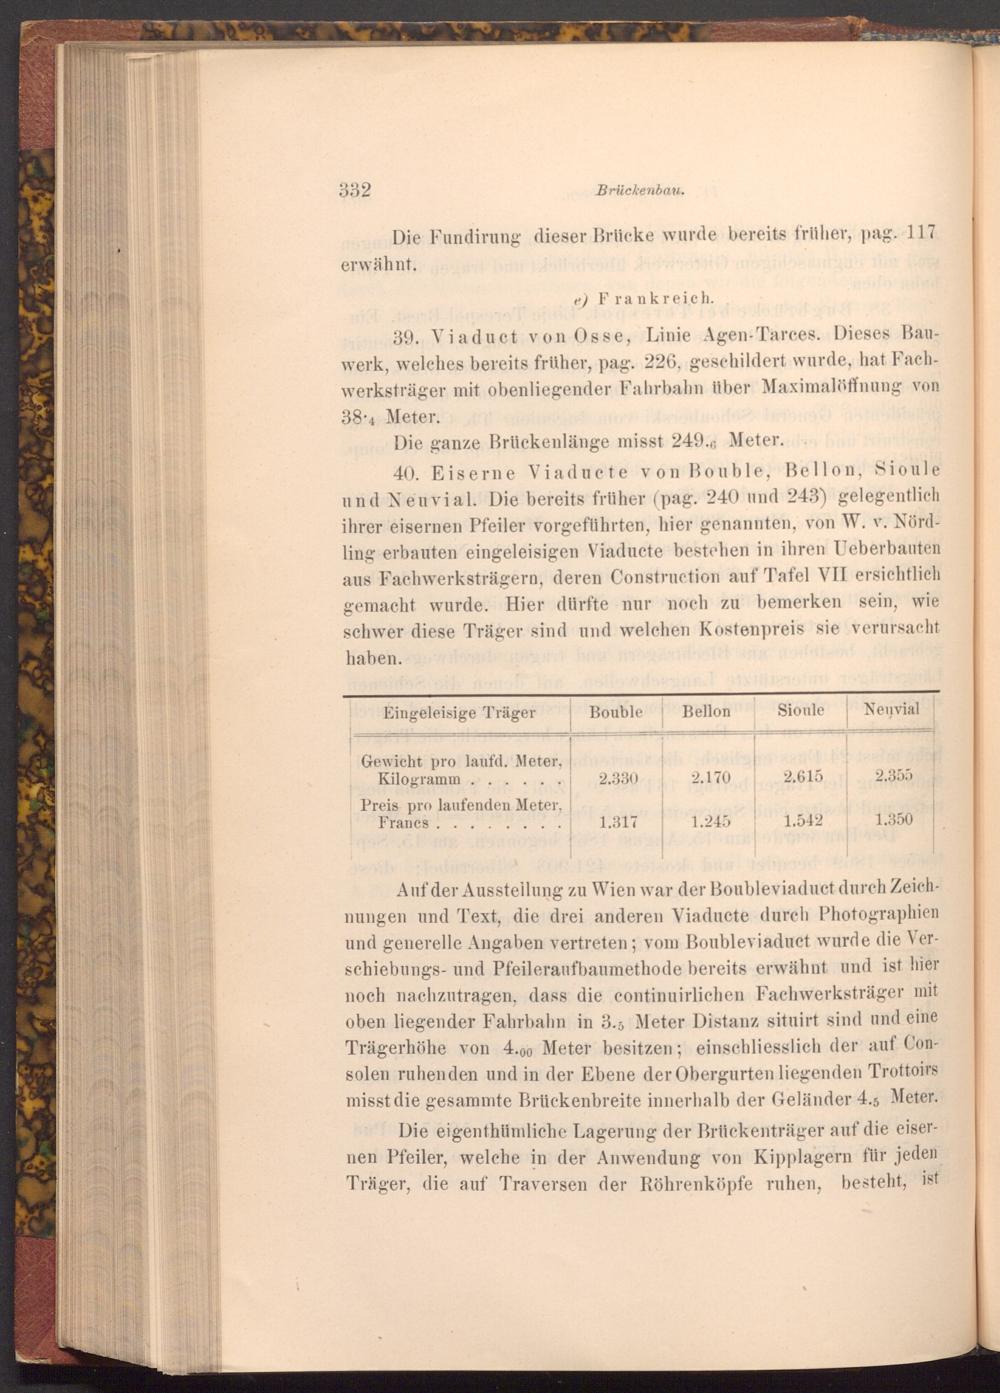 332 Brückenbau.
Die Fundirung dieser Brücke wurde bereits früher, pag. 117
erwähnt.
e) Frankreich.
39. Viaduct von Osse, Linie Agen-Tarces. Dieses Bau-
werk, welches bereits früher, pag. 226, geschildert wurde, hat Fach-
werksträger mit obenliegender Fahrbahn über Maximalöffnung von
38·4 Meter.
Die ganze Brückenlänge misst 249.6 Meter.
40. Eiserne Viaducte von Bouble, Bellon, Sioule
und Neuvial. Die bereits früher (pag. 240 und 243) gelegentlich
ihrer eisernen Pfeiler vorgeführten, hier genannten, von W. v. Nörd-
ling erbauten eingeleisigen Viaducte bestehen in ihren Ueberbauten
aus Fachwerksträgern, deren Construction auf Tafel VII ersichtlich
gemacht wurde. Hier dürfte nur noch zu bemerken sein, wie
schwer diese Träger sind und welchen Kostenpreis sie verursacht
haben.
Eingeleisige Träger Bouble Bellon Sioule Neuvial
Gewicht pro laufd. Meter,
Kilogramm . . . . . . 2.330 2.170 2.615 2.355
Preis pro laufenden Meter,
Francs . . . . . . . . 1.317 1.245 1.542 1.350
Auf der Ausstellung zu Wien war der Boubleviaduct durch Zeich-
nungen und Text, die drei anderen Viaducte durch Photographien
und generelle Angaben vertreten; vom Boubleviaduct wurde die Ver-
schiebungs- und Pfeileraufbaumethode bereits erwähnt und ist hier
noch nachzutragen, dass die continuirlichen Fachwerksträger mit
oben liegender Fahrbahn in 3.5 Meter Distanz situirt sind und eine
Trägerhöhe von 4.00 Meter besitzen; einschliesslich der auf Con-
solen ruhenden und in der Ebene der Obergurten liegenden Trottoirs
misst die gesammte Brückenbreite innerhalb der Geländer 4.5 Meter.
Die eigenthümliche Lagerung der Brückenträger auf die eiser-
nen Pfeiler, welche in der Anwendung von Kipplagern für jeden
Träger, die auf Traversen der Röhrenköpfe ruhen, besteht, ist